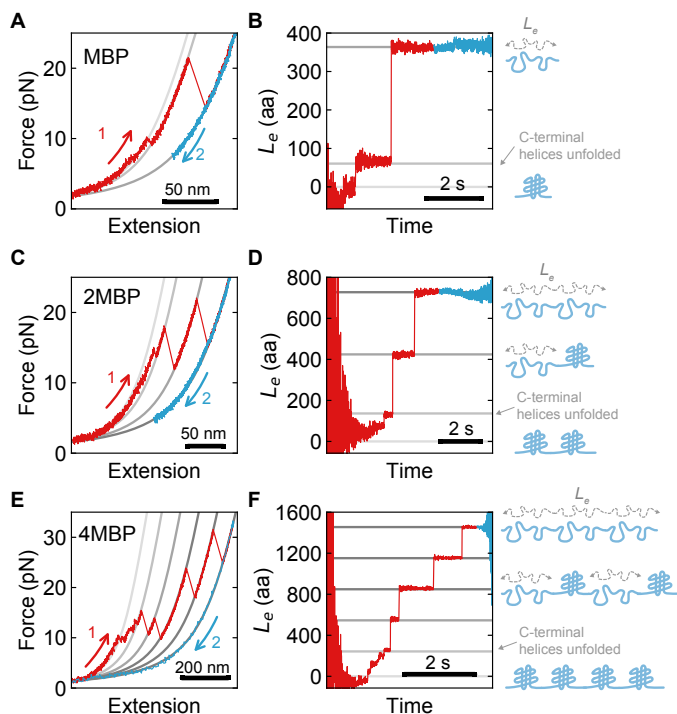 A
MBP
Force (pN)
20
10
0
1
2
50 nm
Extension
B
L_e (aa)
400
300
200
100
0
2 s
Time
L_e
C-terminal
helices unfolded
C
2MBP
Force (pN)
20
10
0
1
2
50 nm
Extension
D
L_e (aa)
800
600
400
200
0
2 s
Time
L_e
C-terminal
helices unfolded
E
4MBP
Force (pN)
30
20
10
0
1
2
200 nm
Extension
F
L_e (aa)
1600
1200
800
400
0
2 s
Time
L_e
C-terminal
helices unfolded